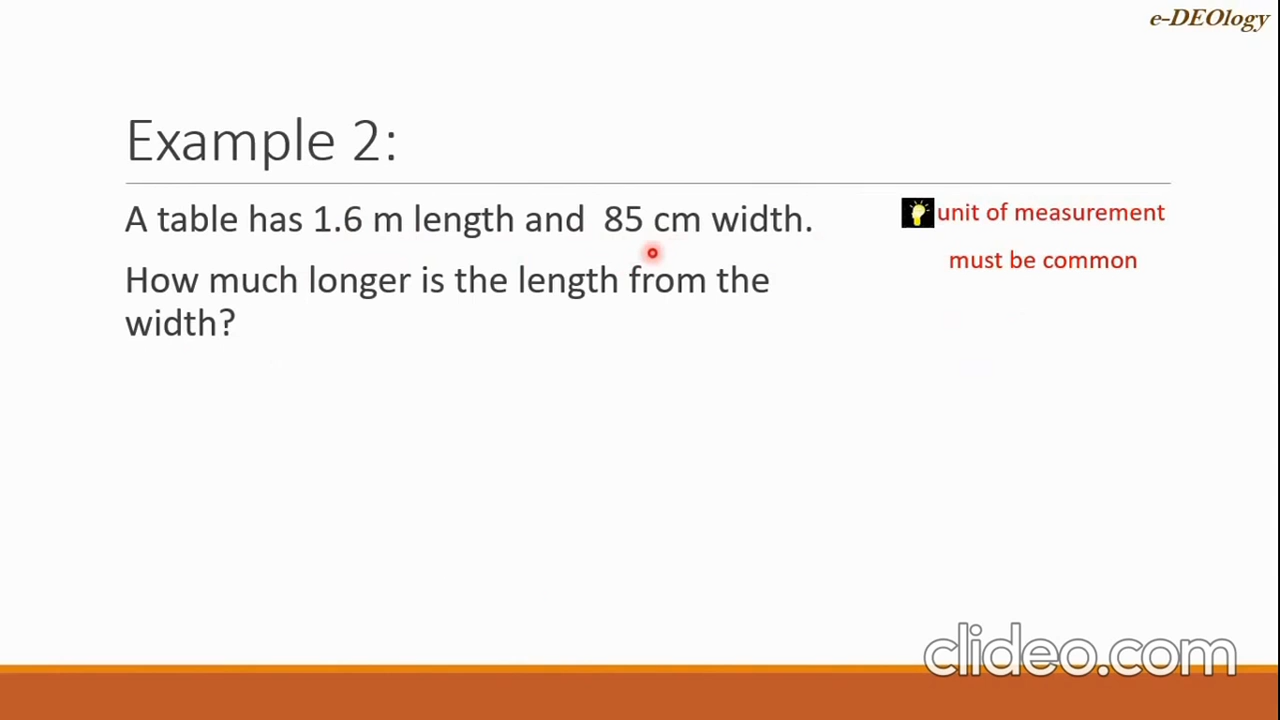 e-DEOlogy
Example 2:
A table has 1.6 m length and 85 cm width.
unit of measurement
must be common
How much longer is the length from the
width?
clideo.com